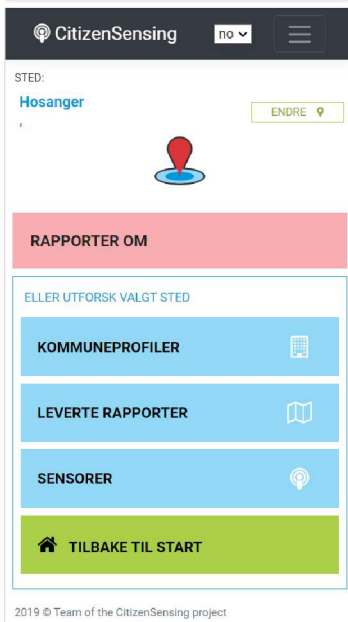 CitizenSensing no
STED:
Hosanger
ENDRE
,
RAPPORTER OM
ELLER UTFORSK VALGT STED
KOMMUNEPROFILER
LEVERTE RAPPORTER
SENSORER
TILBAKE TIL START
2019 © Team of the CitizenSensing project